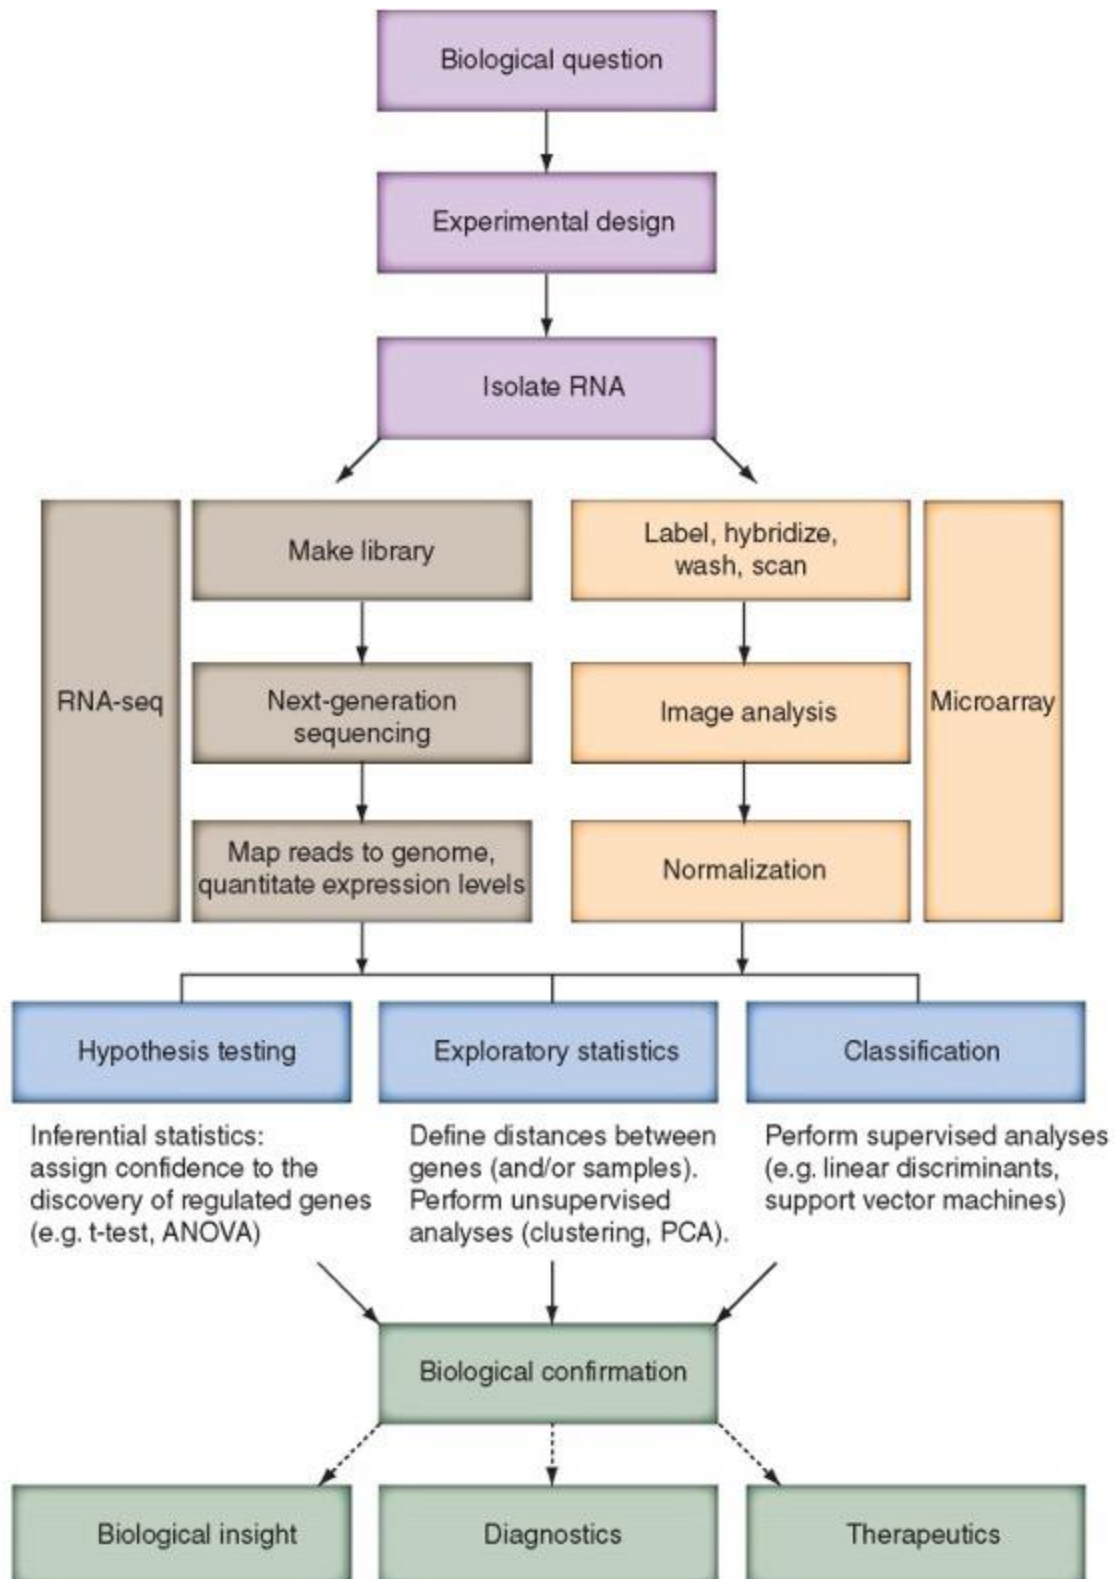 Biological question
Experimental design
Isolate RNA
RNA-seq
Make library
Next-generation
sequencing
Map reads to genome,
quantitate expression levels
Label, hybridize,
wash, scan
Image analysis
Normalization
Microarray
Hypothesis testing
Inferential statistics:
assign confidence to the
discovery of regulated genes
(e.g. t-test, ANOVA)
Exploratory statistics
Define distances between
genes (and/or samples).
Perform unsupervised
analyses (clustering, PCA).
Classification
Perform supervised analyses
(e.g. linear discriminants,
support vector machines)
Biological confirmation
Biological insight
Diagnostics
Therapeutics